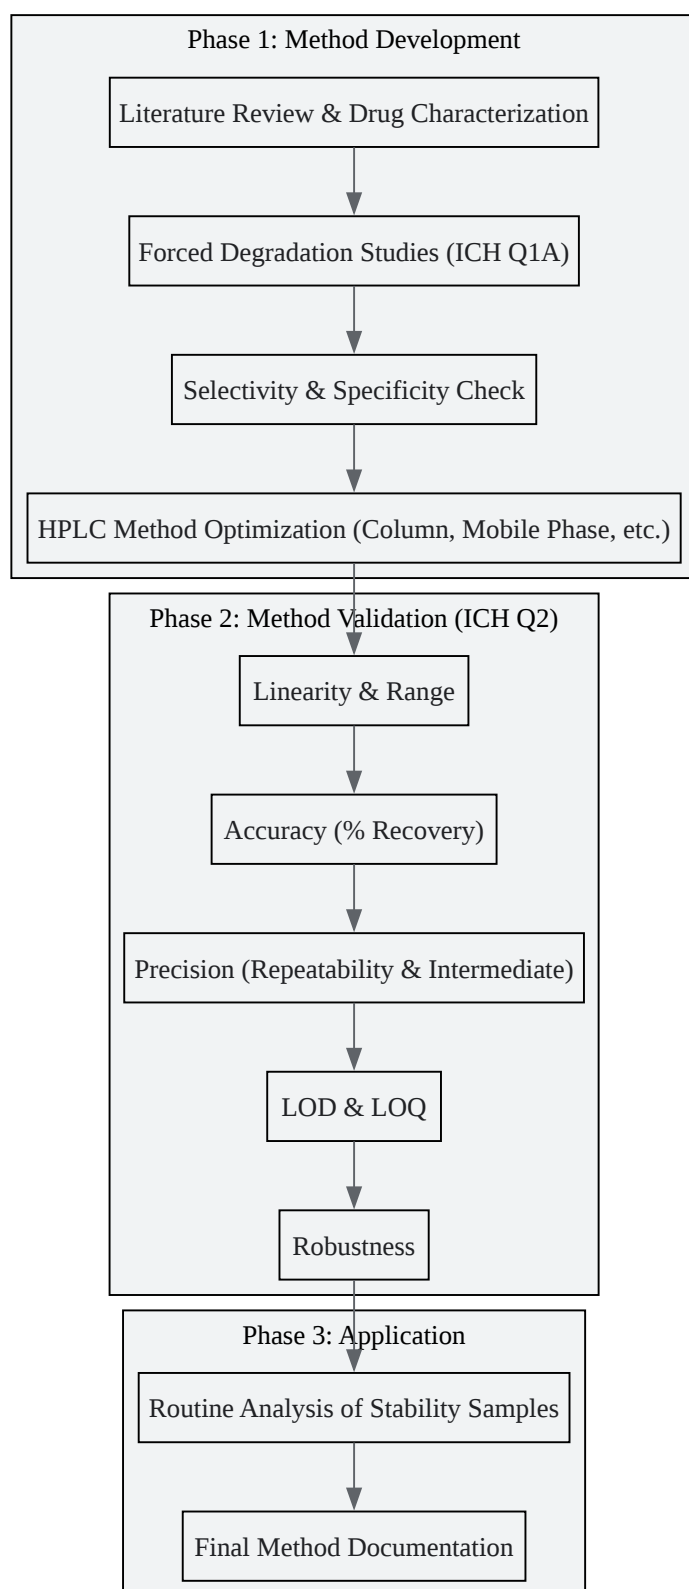 Phase 1: Method Development
Literature Review & Drug Characterization
Forced Degradation Studies (ICH Q1A)
Selectivity & Specificity Check
HPLC Method Optimization (Column, Mobile Phase, etc.)
Phase 2: Method Validation (ICH Q2)
Linearity & Range
Accuracy (% Recovery)
Precision (Repeatability & Intermediate)
LOD & LOQ
Robustness
Phase 3: Application
Routine Analysis of Stability Samples
Final Method Documentation